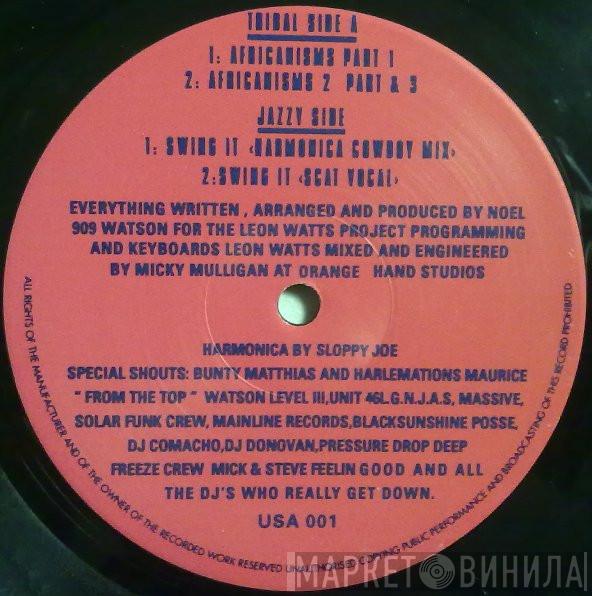 TRIBAL SIDE A
1: AFRICANISMS PART 1
2: AFRICANISMS 2 PART & 3
JAZZY SIDE
1: SWING IT <HARMONICA COWBOY MIX>
2:SWING IT <SCAT VOCAL>
EVERYTHING WRITTEN , ARRANGED AND PRODUCED BY NOEL
909 WATSON FOR THE LEON WATTS PROJECT PROGRAMMING
AND KEYBOARDS LEON WATTS MIXED AND ENGINEERED
BY MICKY MULLIGAN AT ORANGE HAND STUDIOS
HARMONICA BY SLOPPY JOE
SPECIAL SHOUTS: BUNTY MATTHIAS AND HARLEMATIONS MAURICE
" FROM THE TOP " WATSON LEVEL III,UNIT 46L.G.N.J.A.S, MASSIVE,
SOLAR FUNK CREW, MAINLINE RECORDS,BLACKSUNSHINE POSSE,
DJ COMACHO,DJ DONOVAN,PRESSURE DROP DEEP
FREEZE CREW MICK & STEVE FEELIN GOOD AND ALL
THE DJ'S WHO REALLY GET DOWN.
USA 001
ALL RIGHTS OF THE MANUFACTURER AND OF THE OWNER OF THE RECORDED WORK RESERVED UNAUTHORISED COPYING PUBLIC PERFORMANCE AND BROADCASTING OF THIS RECORD PROHIBITED
МАРКЕТ ВИНИЛА